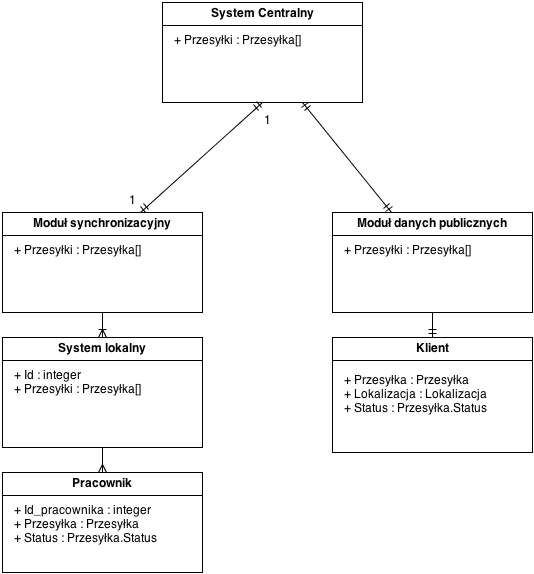 System Centralny
+ Przesyłki : Przesyłka[]
1
1
Moduł synchronizacyjny
+ Przesyłki : Przesyłka[]
Moduł danych publicznych
+ Przesyłki : Przesyłka[]
System lokalny
+ Id : integer
+ Przesyłki : Przesyłka[]
Klient
+ Przesyłka : Przesyłka
+ Lokalizacja : Lokalizacja
+ Status : Przesyłka.Status
Pracownik
+ Id_pracownika : integer
+ Przesyłka : Przesyłka
+ Status : Przesyłka.Status